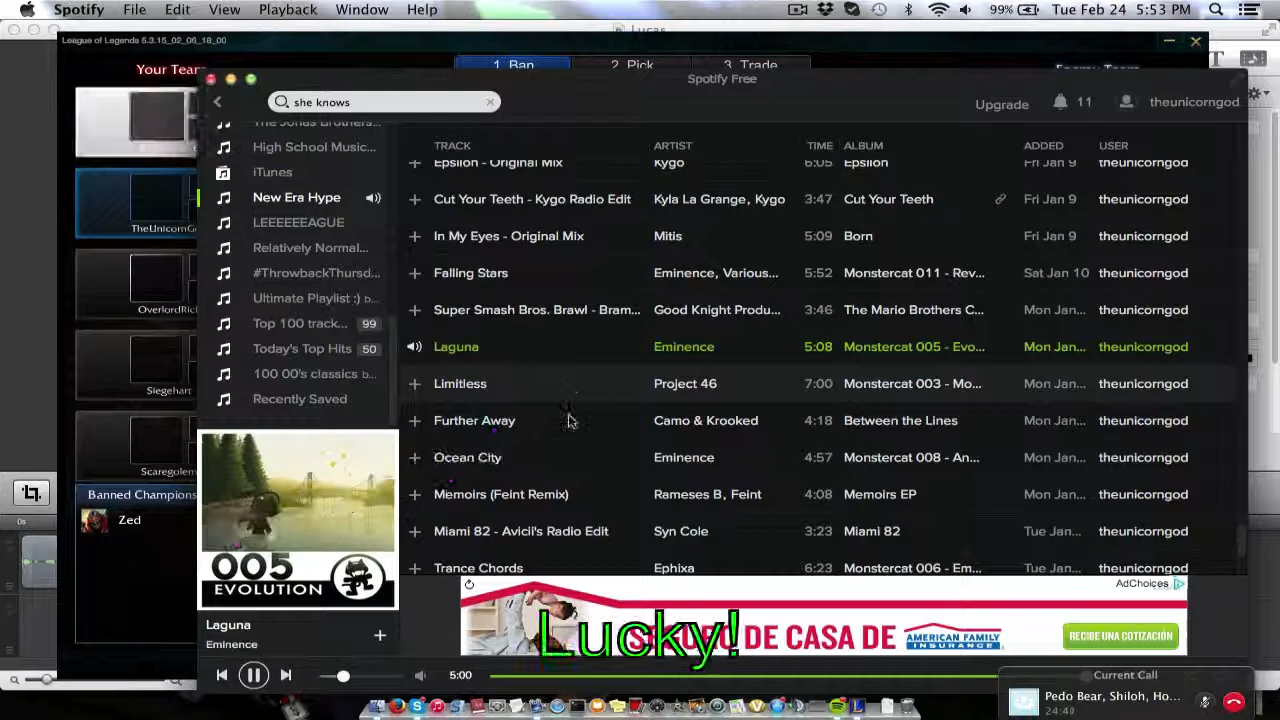 Spotify File Edit View Playback Window Help 99% Tue Feb 24 5:53 PM
Lucas
League of Legends 5.3.15_02_06_18_00
Your Team 1. Ban 2. Pick 3. Trade Enemy Team
Spotify Free
she knows
Upgrade 11 theunicorngod
TRACK ARTIST TIME ALBUM ADDED USER
The Jonas Brothers...
High School Music...
iTunes
New Era Hype
LEEEEEEAGUE
Relatively Normal...
#ThrowbackThursd...
Ultimate Playlist :) b...
Top 100 track... 99
Today's Top Hits 50
100 00's classics b...
Recently Saved
Epsilon - Original Mix Kygo 6:05 Epsilon Fri Jan 9 theunicorngod
Cut Your Teeth - Kygo Radio Edit Kyla La Grange, Kygo 3:47 Cut Your Teeth Fri Jan 9 theunicorngod
In My Eyes - Original Mix Mitis 5:09 Born Fri Jan 9 theunicorngod
Falling Stars Eminence, Various... 5:52 Monstercat 011 - Rev... Sat Jan 10 theunicorngod
Super Smash Bros. Brawl - Bram... Good Knight Produ... 3:46 The Mario Brothers C... Mon Jan... theunicorngod
Laguna Eminence 5:08 Monstercat 005 - Evo... Mon Jan... theunicorngod
Limitless Project 46 7:00 Monstercat 003 - Mo... Mon Jan... theunicorngod
Further Away Camo & Krooked 4:18 Between the Lines Mon Jan... theunicorngod
Ocean City Eminence 4:57 Monstercat 008 - An... Mon Jan... theunicorngod
Memoirs (Feint Remix) Rameses B, Feint 4:08 Memoirs EP Mon Jan... theunicorngod
Miami 82 - Avicii's Radio Edit Syn Cole 3:23 Miami 82 Tue Jan... theunicorngod
Trance Chords Ephixa 6:23 Monstercat 006 - Em... Tue Jan... theunicorngod
TheUnicornG
OverlordRic
Siegehart
Scaregolen
Banned Champions
Zed
0s
005
EVOLUTION
Laguna
Eminence
AdChoices
DE CASA DE AMERICAN FAMILY
INSURANCE
RECIBE UNA COTIZACIÓN
Lucky!
5:00
Current Call
Pedo Bear, Shiloh, Ho...
24:40